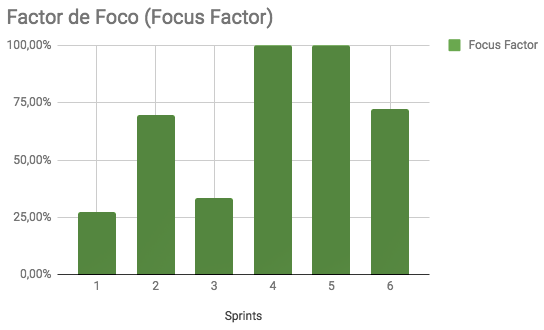 Factor de Foco (Focus Factor)
100,00%
Focus Factor
75,00%
50,00%
25,00%
0,00%
1 2 3 4 5 6
Sprints